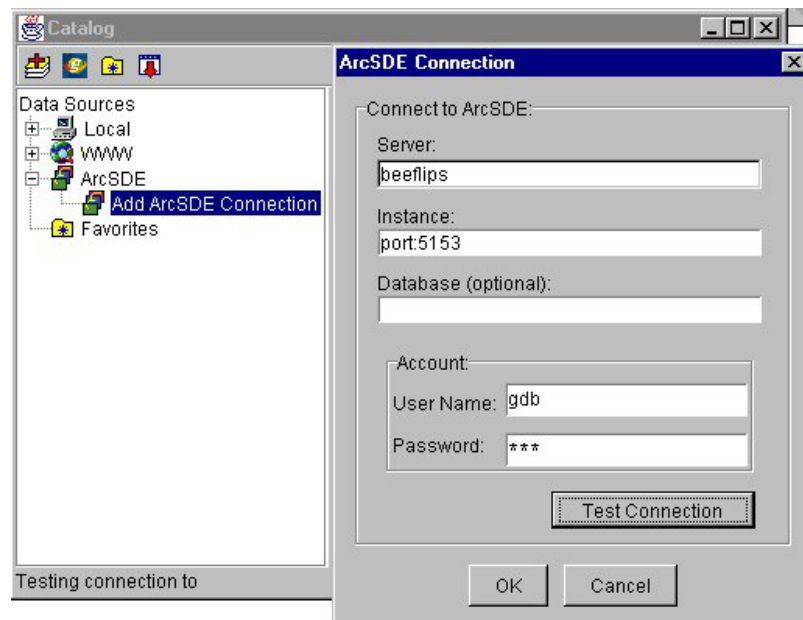 Catalog
Data Sources
Local
WWW
ArcSDE
Add ArcSDE Connection
Favorites
Testing connection to
ArcSDE Connection
Connect to ArcSDE:
Server:
beeflips
Instance:
port:5153
Database (optional):
Account:
User Name: gdb
Password: ***
Test Connection
OK Cancel